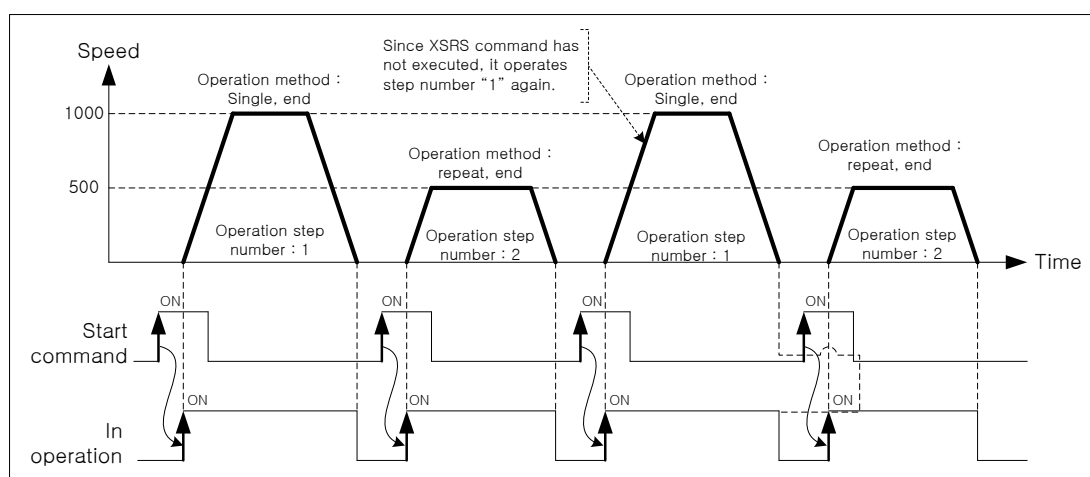 Speed
Since XSRS command has
not executed, it operates
step number “1” again.
Operation method :
Single, end
Operation method :
Single, end
1000
Operation method :
repeat, end
Operation method :
repeat, end
500
Operation step
number : 1
Operation step
number : 2
Operation step
number : 1
Operation step
number : 2
Time
ON
ON
ON
ON
Start
command
ON
ON
ON
ON
In
operation